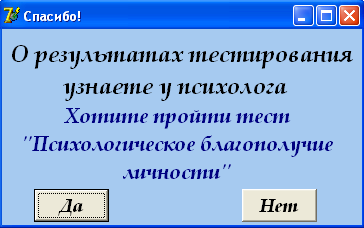 Спасибо!
О результатах тестирования
узнаете у психолога
Хотите пройти тест
"Психологическое благополучие
личности"
Да
Нет